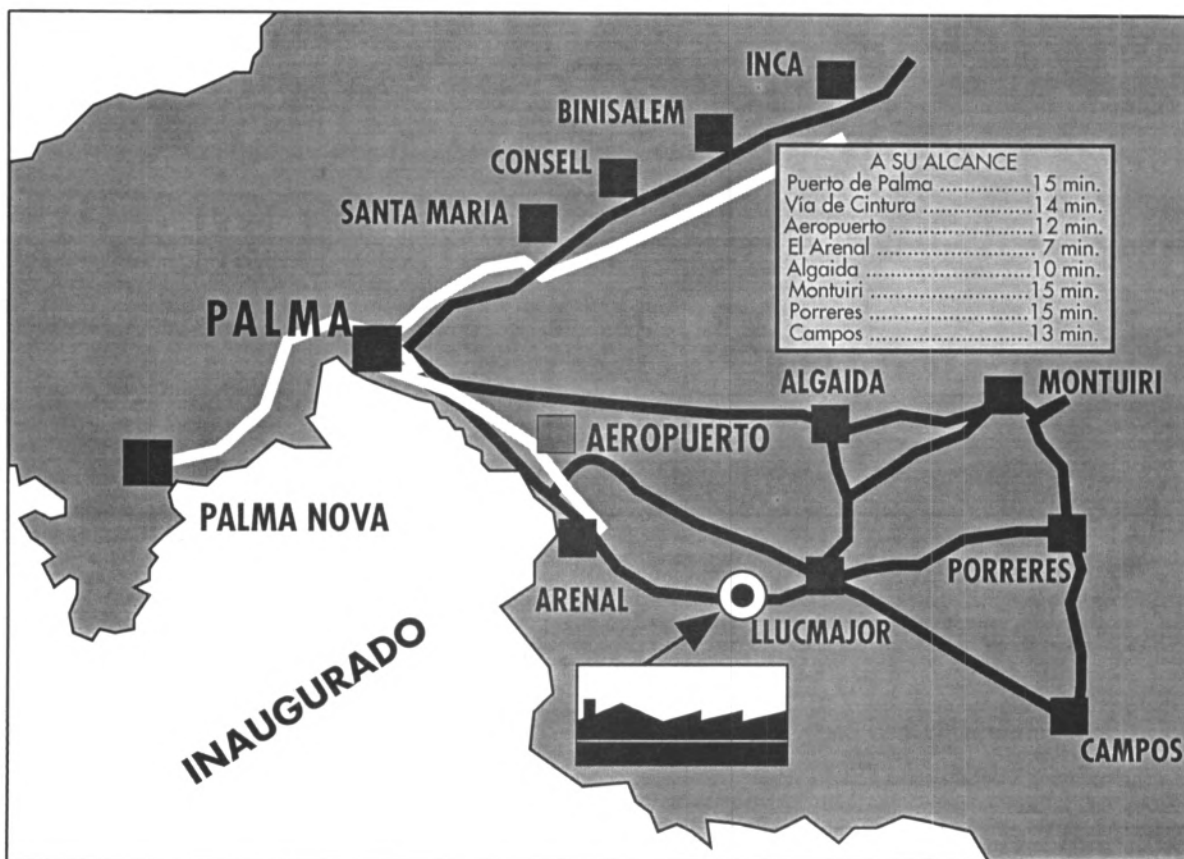 INCA
BINISALEM
CONSELL
SANTA MARIA
A SU ALCANCE
Puerto de Palma ..............15 min.
Vía de Cintura .................14 min.
Aeropuerto .....................12 min.
El Arenal ........................7 min.
Algaida ........................10 min.
Montuiri .......................15 min.
Porreres .......................15 min.
Campos .......................13 min.
PALMA
ALGAIDA
MONTUIRI
AEROPUERTO
PALMA NOVA
PORRERES
ARENAL
LLUCMAJOR
INAUGURADO
CAMPOS